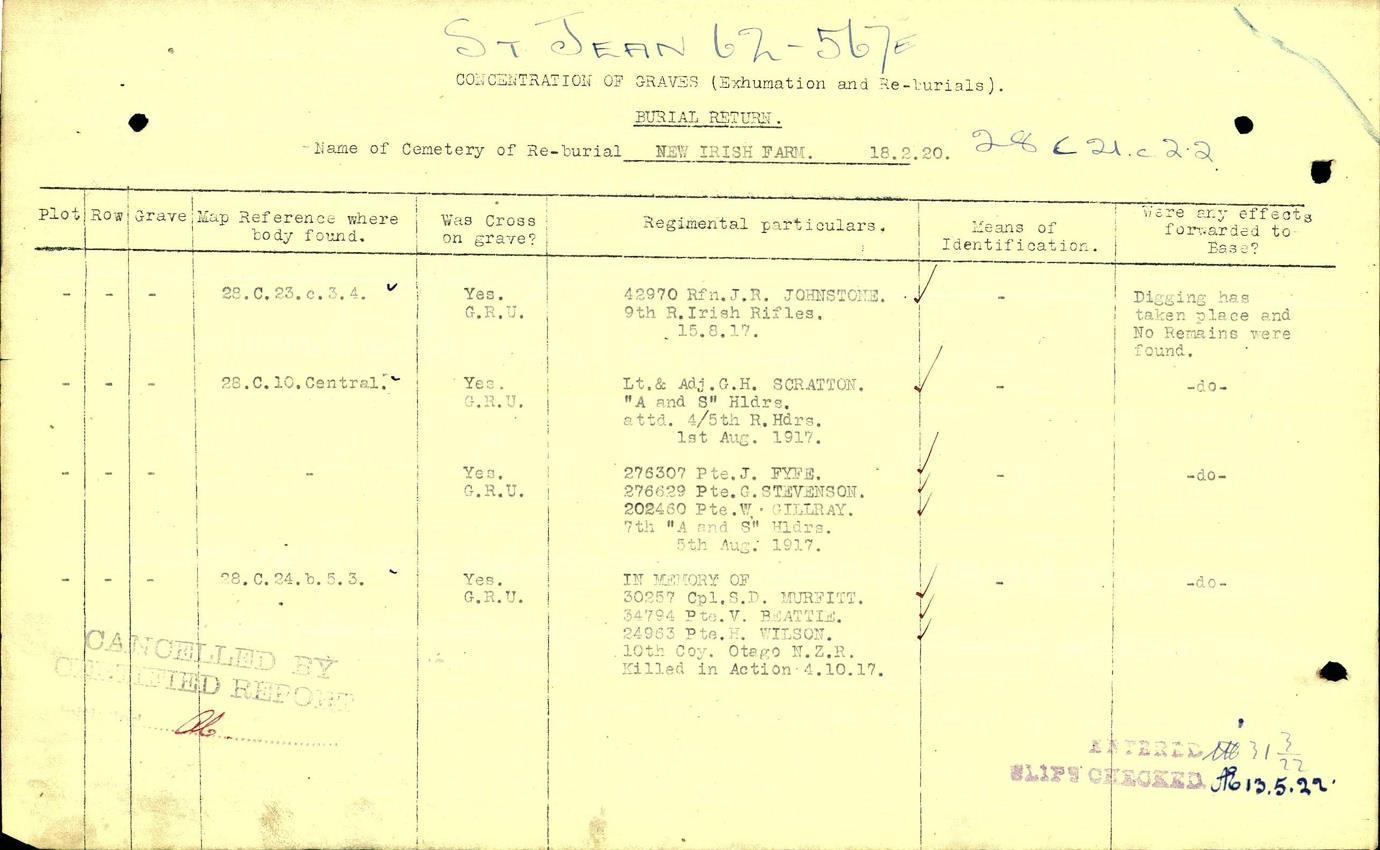 ST JEAN 62-567E
CONCENTRATION OF GRAVES (Exhumation and Re-burials).
BURIAL RETURN.
Name of Cemetery of Re-burial NEW IRISH FARM. 18.2.20. 28 C 21.c 2.2
Plot Row Grave Map Reference where body found. Was Cross on grave? Regimental particulars. Means of Identification. Were any effects forwarded to Base?
- - - 28.C.23.c.3.4. Yes. 42970 Rfn.J.R. JOHNSTONE. - Digging has
G.R.U. 9th R.Irish Rifles. taken place and
15.8.17. No Remains were
found.
- - - 28.C.10.Central. Yes. Lt.& Adj.G.H. SCRATTON. - -do-
G.R.U. "A and S" Hldrs.
attd. 4/5th R.Hdrs.
1st Aug. 1917.
- - - - Yes. 276307 Pte.J. FYFE. - -do-
G.R.U. 276629 Pte.G.STEVENSON.
202460 Pte.W. GILLRAY.
7th "A and S" Hldrs.
5th Aug. 1917.
- - - 28.C.24.b.5.3. Yes. IN MEMORY OF - -do-
G.R.U. 30257 Cpl.S.D. MURFITT.
34794 Pte.V. BEATTIE.
24963 Pte.H. WILSON.
10th Coy. Otago N.Z.R.
Killed in Action 4.10.17.
CANCELLED BY
CERTIFIED REPORT
ENTERED 31 3/22
SLIPS CHECKED 13.5.22.